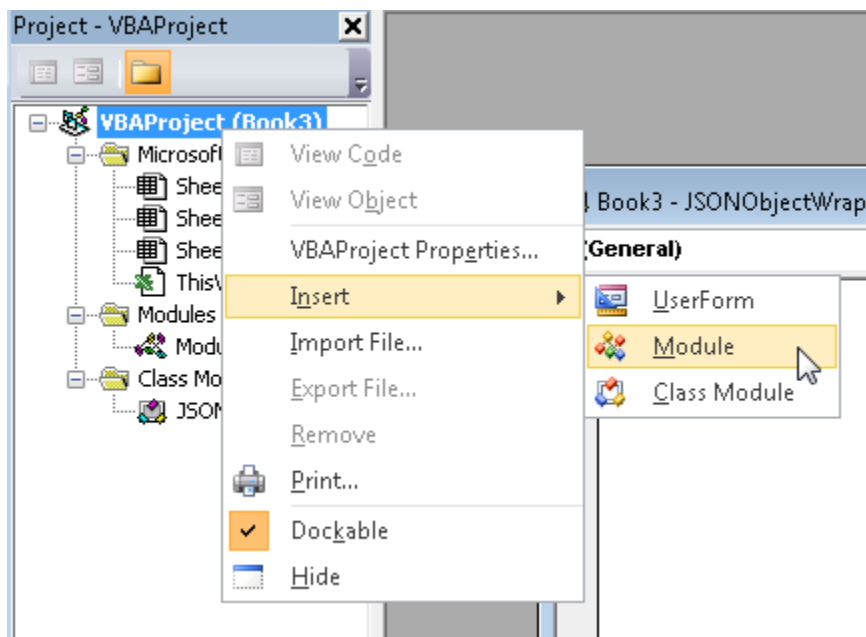 Project - VBAProject
VBAProject (Book3)
Microsof
Shee
Shee
Shee
This
Modules
Modu
Class Mo
JSON
View Code
View Object
VBAProject Properties...
Insert
Import File...
Export File...
Remove
Print...
Dockable
Hide
Book3 - JSONObjectWrap
(General)
UserForm
Module
Class Module